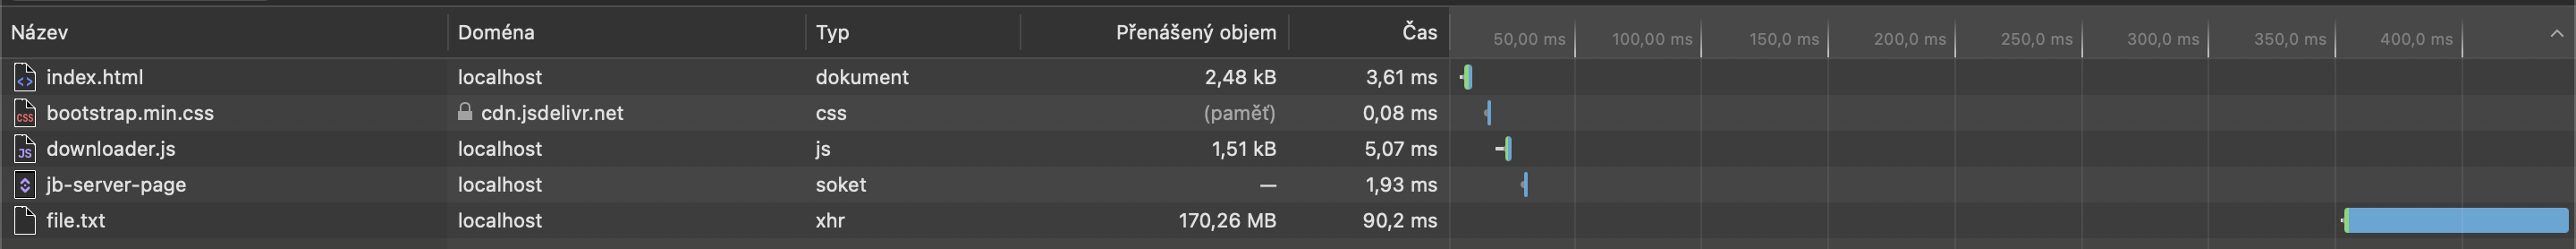 Název Doména Typ Přenášený objem Čas 50,00 ms 100,00 ms 150,0 ms 200,0 ms 250,0 ms 300,0 ms 350,0 ms 400,0 ms
index.html localhost dokument 2,48 kB 3,61 ms
bootstrap.min.css cdn.jsdelivr.net css (paměť) 0,08 ms
downloader.js localhost js 1,51 kB 5,07 ms
jb-server-page localhost soket — 1,93 ms
file.txt localhost xhr 170,26 MB 90,2 ms